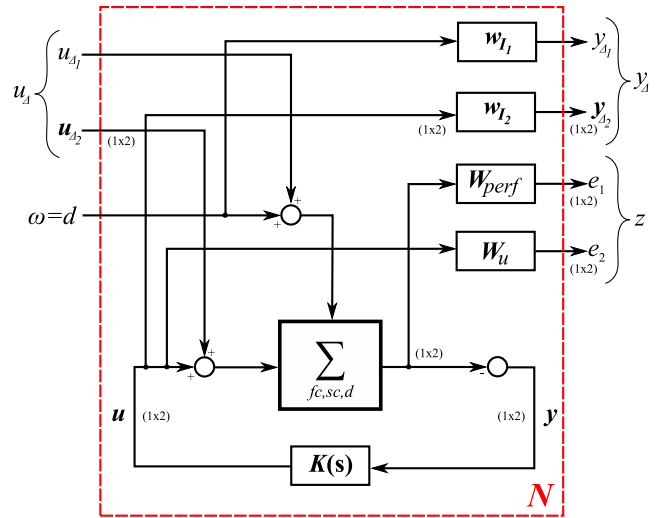 w_I1
y_Δ1
u_Δ1
u_Δ
y_Δ
w_I2
y_Δ2
(1x2)
(1x2)
u_Δ2
(1x2)
W_perf
e_1
(1x2)
ω=d
+
+
z
W_u
e_2
(1x2)
+
+
∑
fc,sc,d
(1x2)
-
u
(1x2)
(1x2)
y
K(s)
N